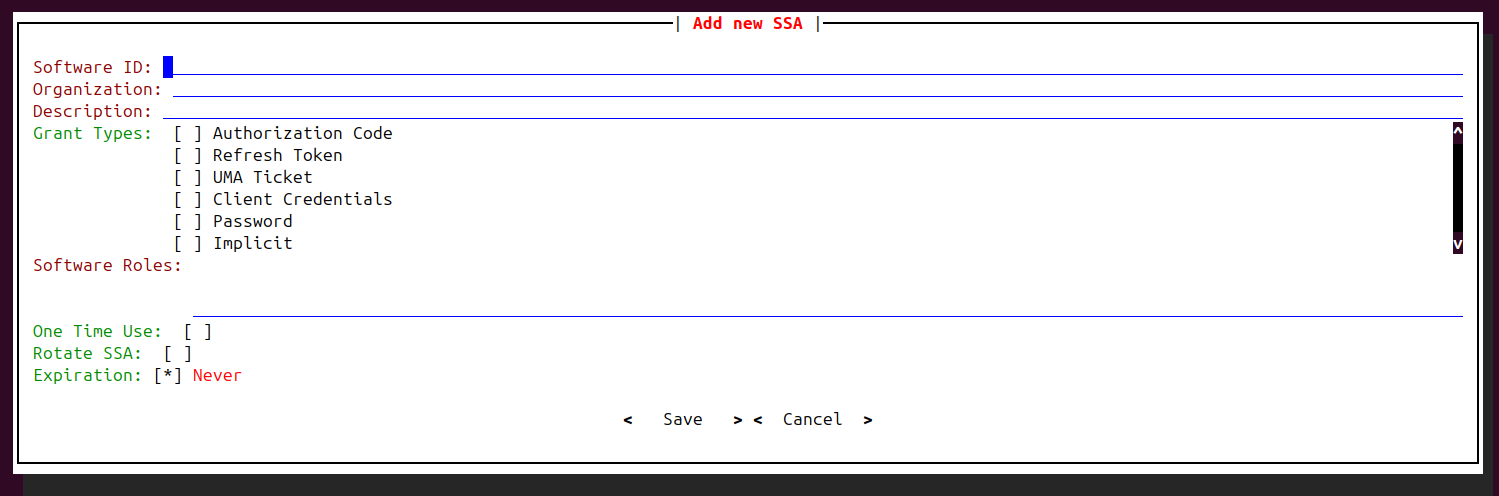 | Add new SSA |
Software ID:
Organization:
Description:
Grant Types: [ ] Authorization Code
[ ] Refresh Token
[ ] UMA Ticket
[ ] Client Credentials
[ ] Password
[ ] Implicit
^
v
Software Roles:
One Time Use: [ ]
Rotate SSA: [ ]
Expiration: [*] Never
< Save > < Cancel >